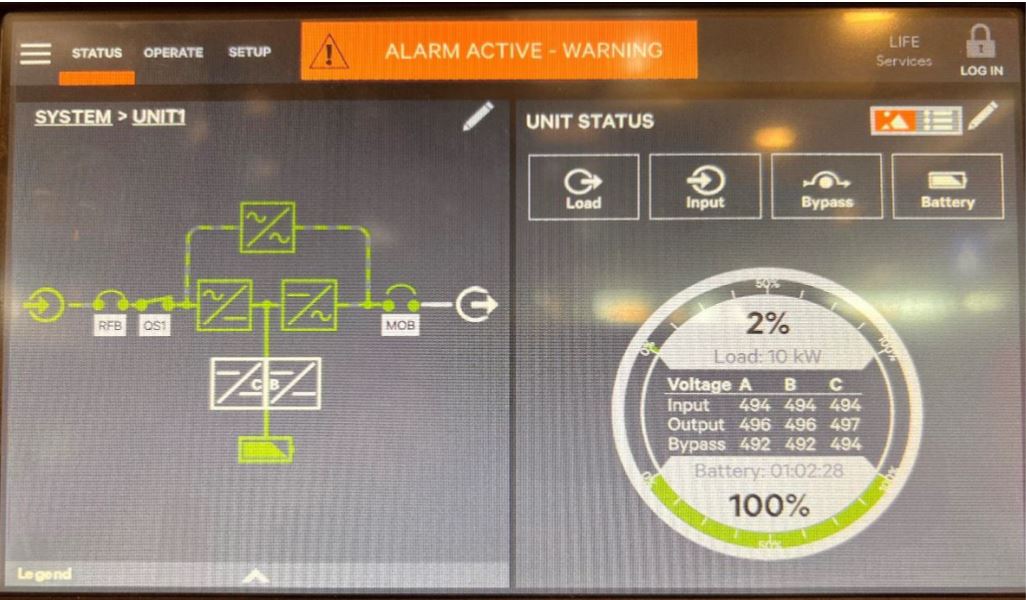 STATUS OPERATE SETUP ALARM ACTIVE - WARNING LIFE Services LOG IN
SYSTEM > UNIT1
UNIT STATUS
Load Input Bypass Battery
RFB QS1 MOB
C B
50%
0% 100%
2%
Load: 10 kW
Voltage A B C
Input 494 494 494
Output 496 496 497
Bypass 492 492 494
Battery: 01:02:28
100%
0% 100%
50%
Legend